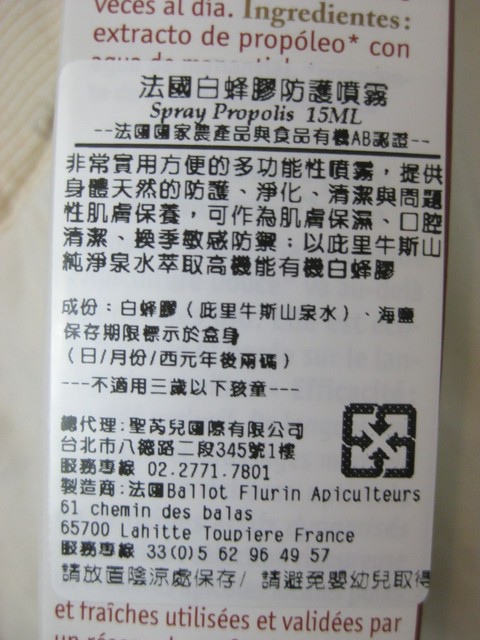 veces al día. Ingredientes:
extracto de propóleo* con
法國白蜂膠防護噴霧
Spray Propolis 15ML
--法國國家農產品與食品有機AB認證--
非常實用方便的多功能性噴霧，提供
身體天然的防護、淨化、清潔與問題
性肌膚保養，可作為肌膚保濕、口腔
清潔、換季敏感防禦；以庇里牛斯山
純淨泉水萃取高機能有機白蜂膠
成份：白蜂膠（庇里牛斯山泉水）、海鹽
保存期限標示於盒身
（日/月份/西元年後兩碼）
---不適用三歲以下孩童---
總代理:聖芮兒國際有限公司
台北市八德路二段345號1樓
服務專線 02.2771.7801
製造商:法國Ballot Flurin Apiculteurs
61 chemin des balas
65700 Lahitte Toupiere France
服務專線 33(0)5 62 96 49 57
請放置陰涼處保存/ 請避免嬰幼兒取得
et fraîches utilisées et validées par